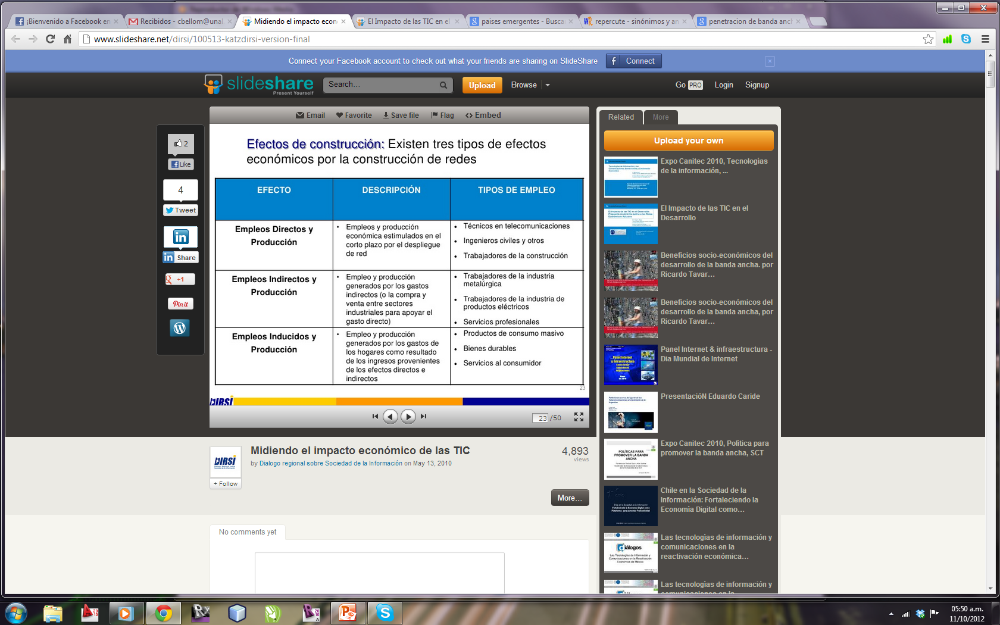 ¡Bienvenido a Facebook en
Recibidos - cbellom@unal.
Midiendo el impacto econ
El Impacto de las TIC en el
paises emergentes - Busca
repercute - sinónimos y an
penetracion de banda anch
www.slideshare.net/dirsi/100513-katzdirsi-version-final
Connect your Facebook account to check out what your friends are sharing on SlideShare
Connect
slideshare
Present Yourself
Search...
Upload
Browse
Go PRO
Login
Signup
Email
Favorite
Save file
Flag
Embed
2
Like
4
Tweet
in
in Share
+1
Pin it
Efectos de construcción: Existen tres tipos de efectos
económicos por la construcción de redes
EFECTO
DESCRIPCIÓN
TIPOS DE EMPLEO
Empleos Directos y
Producción
• Empleos y producción
económica estimulados en el
corto plazo por el despliegue
de red
• Técnicos en telecomunicaciones
• Ingenieros civiles y otros
• Trabajadores de la construcción
Empleos Indirectos y
Producción
• Empleo y producción
generados por los gastos
indirectos (o la compra y
venta entre sectores
industriales para apoyar el
gasto directo)
• Trabajadores de la industria
metalúrgica
• Trabajadores de la industria de
productos eléctricos
• Servicios profesionales
Empleos Inducidos y
Producción
• Empleo y producción
generados por los gastos de
los hogares como resultado
de los ingresos provenientes
de los efectos directos e
indirectos
• Productos de consumo masivo
• Bienes durables
• Servicios al consumidor
23
DIRSI
23 /50
Related
More
Upload your own
Expo Canitec 2010, Tecnologías
de la información, ...
El Impacto de las TIC en el
Desarrollo
Beneficios socio-económicos del
desarrollo de la banda ancha. por
Ricardo Tavar...
Beneficios socio-económicos del
desarrollo de la banda ancha, por
Ricardo Tavar...
Panel Internet & infraestructura -
Dia Mundial de Internet
PresentacióN Eduardo Caride
POLÍTICAS PARA
PROMOVER LA BANDA
ANCHA
Expo Canitec 2010, Política para
promover la banda ancha, SCT
Chile en la Sociedad de la
Información: Fortaleciendo la
Economía Digital como...
diálogos
Las tecnologías de información y
comunicaciones en la
reactivación económica...
Las tecnologías de información y
comunicaciones en la
DIRSI
+ Follow
Midiendo el impacto económico de las TIC
by Dialogo regional sobre Sociedad de la Información on May 13, 2010
4,893
views
More...
No comments yet
05:50 a.m.
11/10/2012